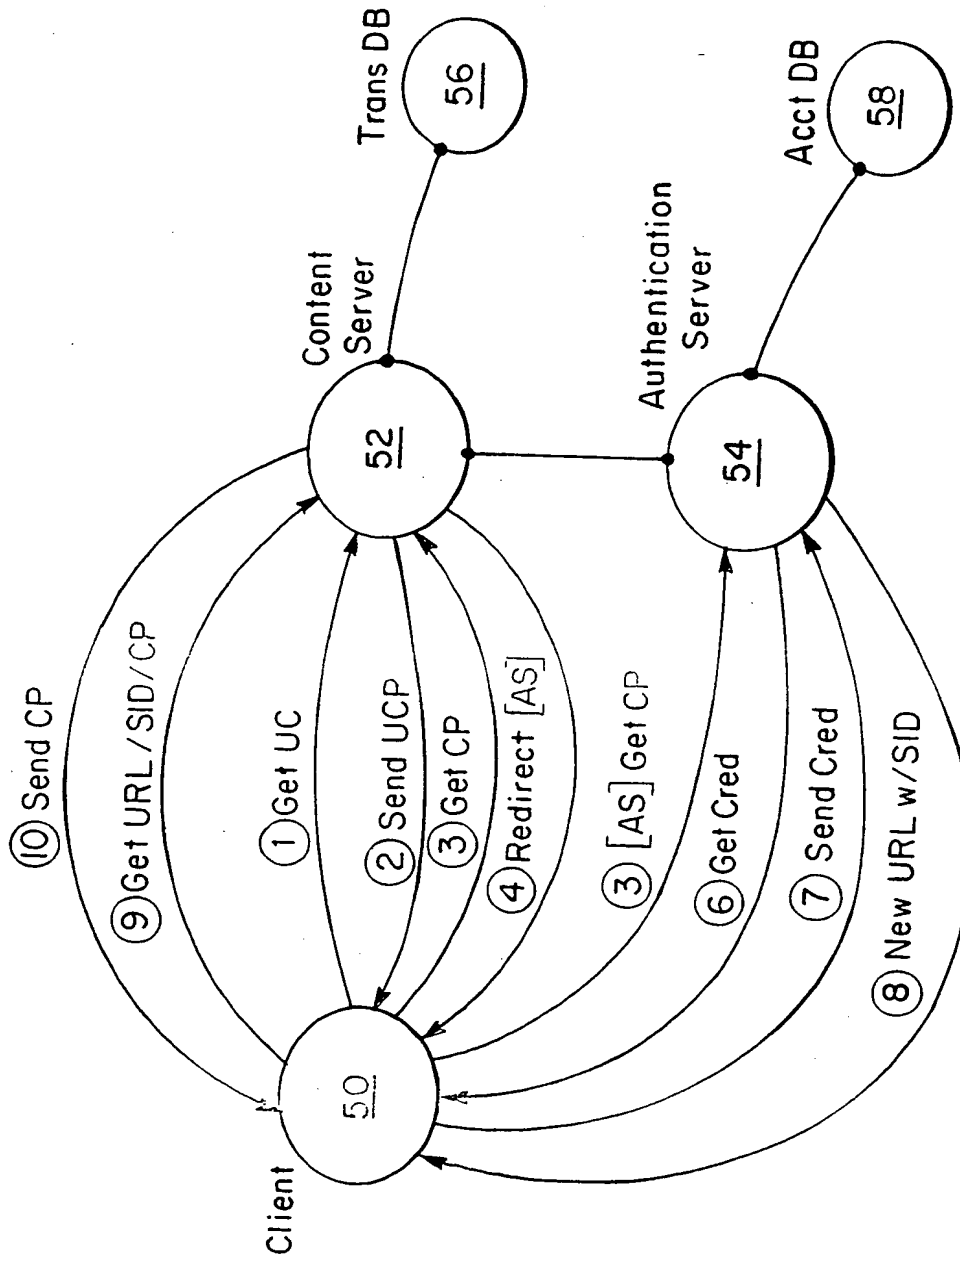 ⑩ Send CP
⑨ Get URL/SID/CP
① Get UC
② Send UCP
③ Get CP
④ Redirect [AS]
③ [AS] Get CP
⑥ Get Cred
⑦ Send Cred
⑧ New URL w/SID
Client
50
Content
Server
52
Trans DB
56
Authentication
Server
54
Acct DB
58